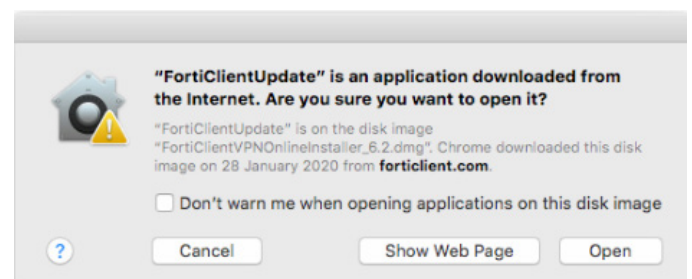 “FortiClientUpdate” is an application downloaded from
the Internet. Are you sure you want to open it?
“FortiClientUpdate” is on the disk image
“FortiClientVPNOnlineInstaller_6.2.dmg”. Chrome downloaded this disk
image on 28 January 2020 from forticlient.com.
Don't warn me when opening applications on this disk image
?
Cancel
Show Web Page
Open